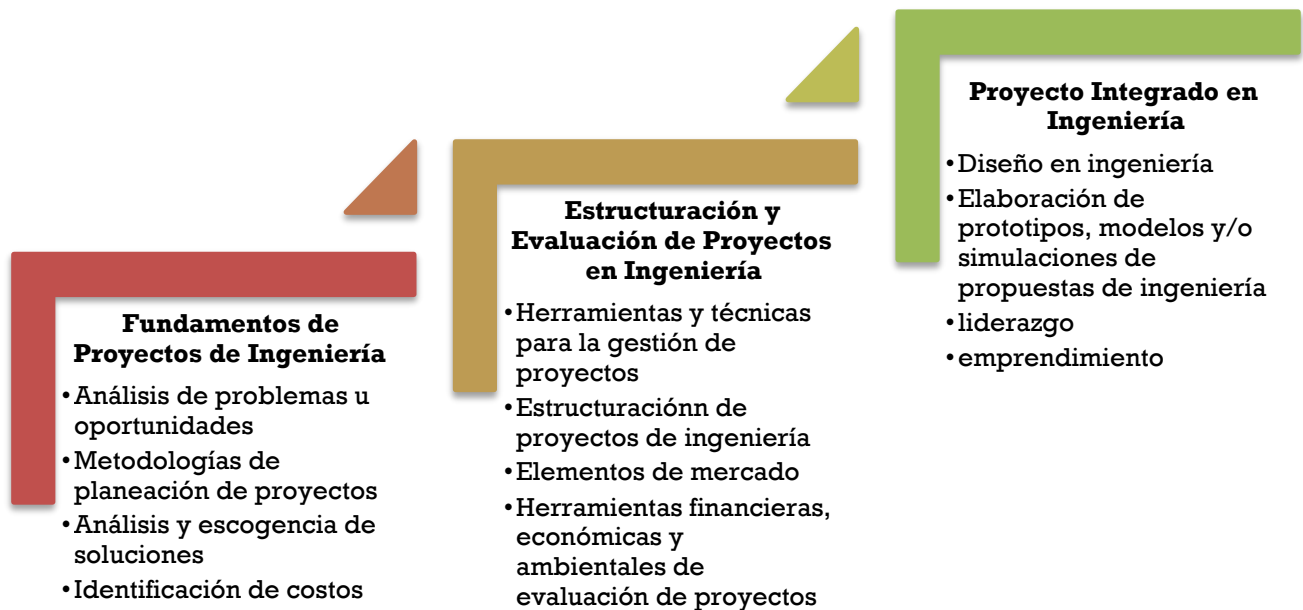 Fundamentos de
Proyectos de Ingeniería
•Análisis de problemas u
oportunidades
•Metodologías de
planeación de proyectos
•Análisis y escogencia de
soluciones
•Identificación de costos
Estructuración y
Evaluación de Proyectos
en Ingeniería
•Herramientas y técnicas
para la gestión de
proyectos
•Estructuraciónn de
proyectos de ingeniería
•Elementos de mercado
•Herramientas financieras,
económicas y
ambientales de
evaluación de proyectos
Proyecto Integrado en
Ingeniería
•Diseño en ingeniería
•Elaboración de
prototipos, modelos y/o
simulaciones de
propuestas de ingeniería
•liderazgo
•emprendimiento